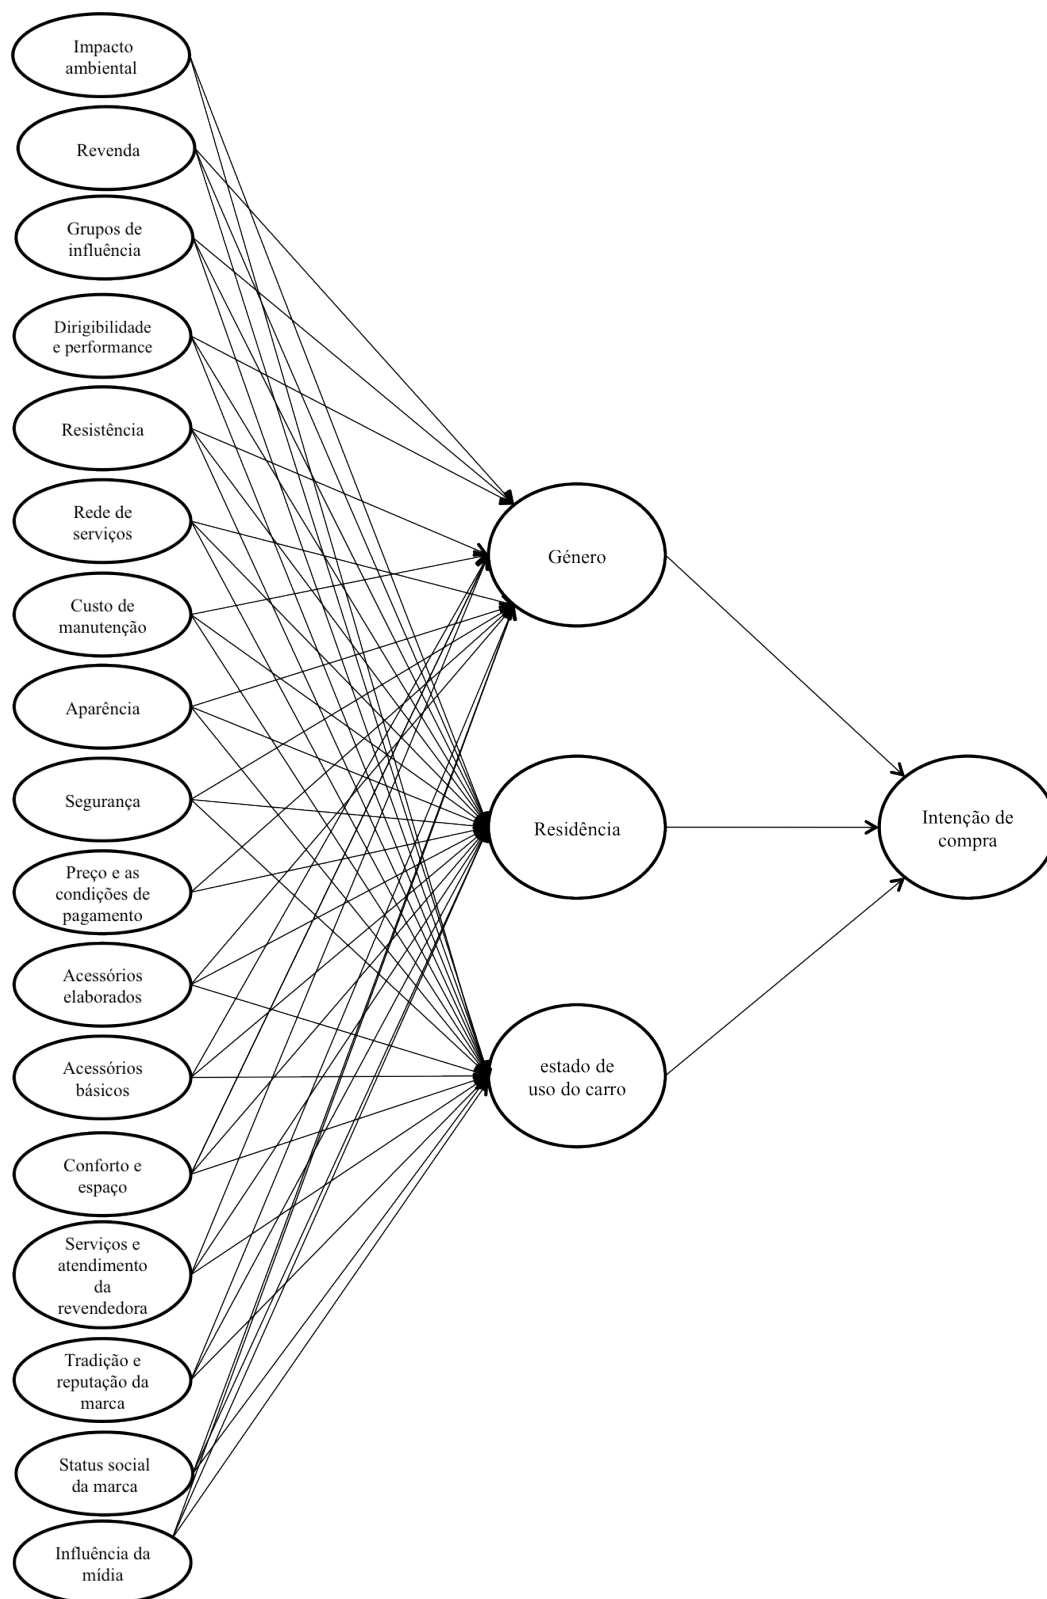 Impacto
ambiental
Revenda
Grupos de
influência
Dirigibilidade
e performance
Resistência
Rede de
serviços
Custo de
manutenção
Aparência
Segurança
Preço e as
condições de
pagamento
Acessórios
elaborados
Acessórios
básicos
Conforto e
espaço
Serviços e
atendimento
da
revendedora
Tradição e
reputação da
marca
Status social
da marca
Influência da
mídia
Género
Residência
estado de
uso do carro
Intenção de
compra